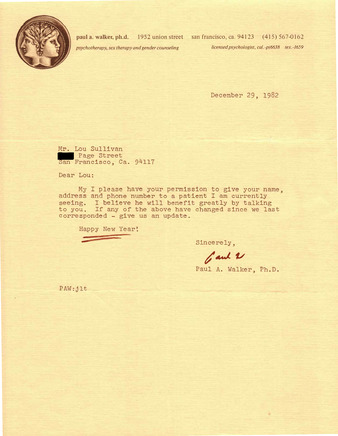 paul a. walker, ph.d. 1952 union street san francisco, ca. 94123 (415) 567-0162
psychotherapy, sex therapy and gender counseling licensed psychologist, cal.
December 29, 1982
Mr. Lou Sullivan
Page Street
San Francisco, Ca. 94117
Dear Lou:
My I please have your permission to give your name,
address and phone number to a patient I am currently
seeing. I believe he will benefit greatly by talking
to you. If any of the above have changed since we last
corresponded - give us an update.
Happy New Year!
Sincerely,
Paul
Paul A. Walker, Ph.D.
PAW:jlt